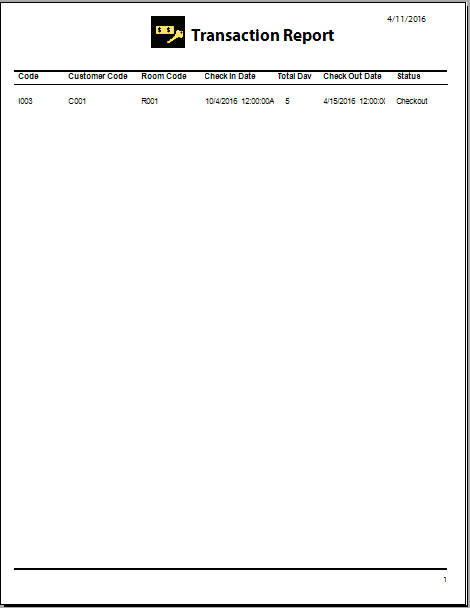 4/11/2016
Transaction Report
Code Customer Code Room Code Check In Date Total Day Check Out Date Status
I003 C001 R001 10/4/2016 12:00:00A 5 4/15/2016 12:00:0( Checkout
1